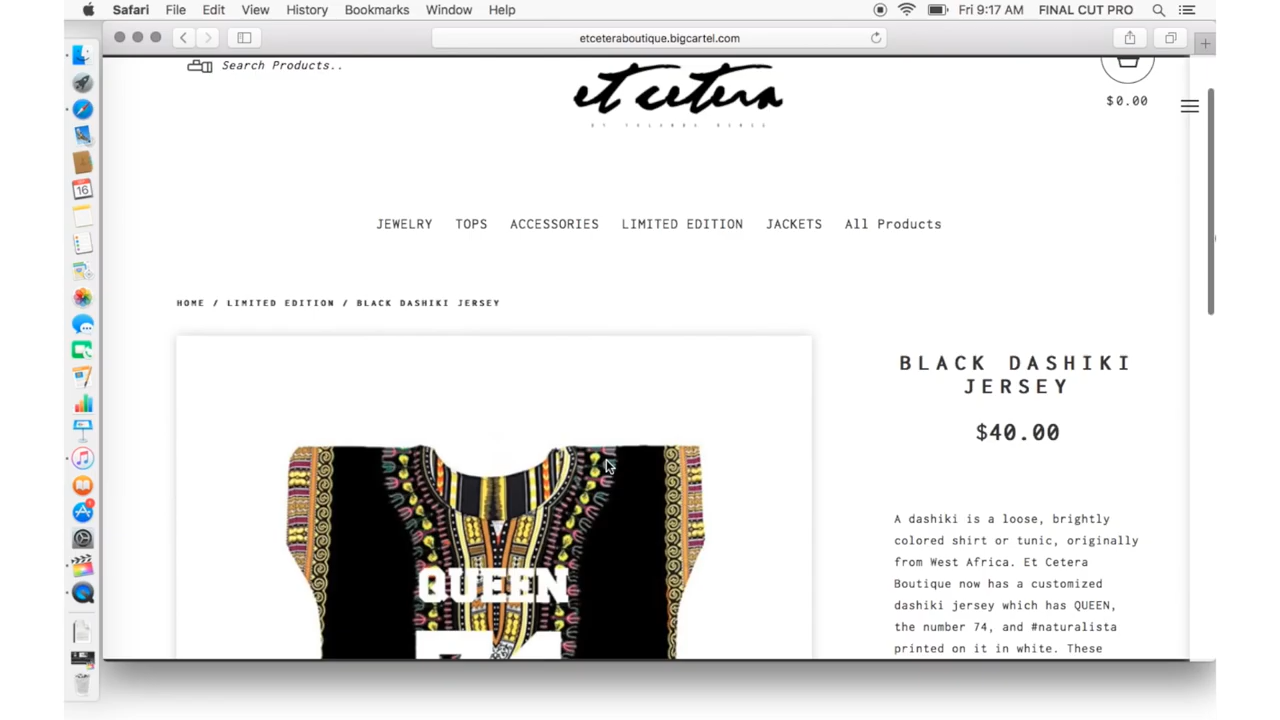 Safari File Edit View History Bookmarks Window Help Fri 9:17 AM FINAL CUT PRO
etceteraboutique.bigcartel.com
Search Products..
et cetera
$0.00
JEWELRY TOPS ACCESSORIES LIMITED EDITION JACKETS All Products
HOME / LIMITED EDITION / BLACK DASHIKI JERSEY
BLACK DASHIKI
JERSEY
$40.00
A dashiki is a loose, brightly
colored shirt or tunic, originally
from West Africa. Et Cetera
Boutique now has a customized
dashiki jersey which has QUEEN,
the number 74, and #naturalista
printed on it in white. These
QUEEN
16